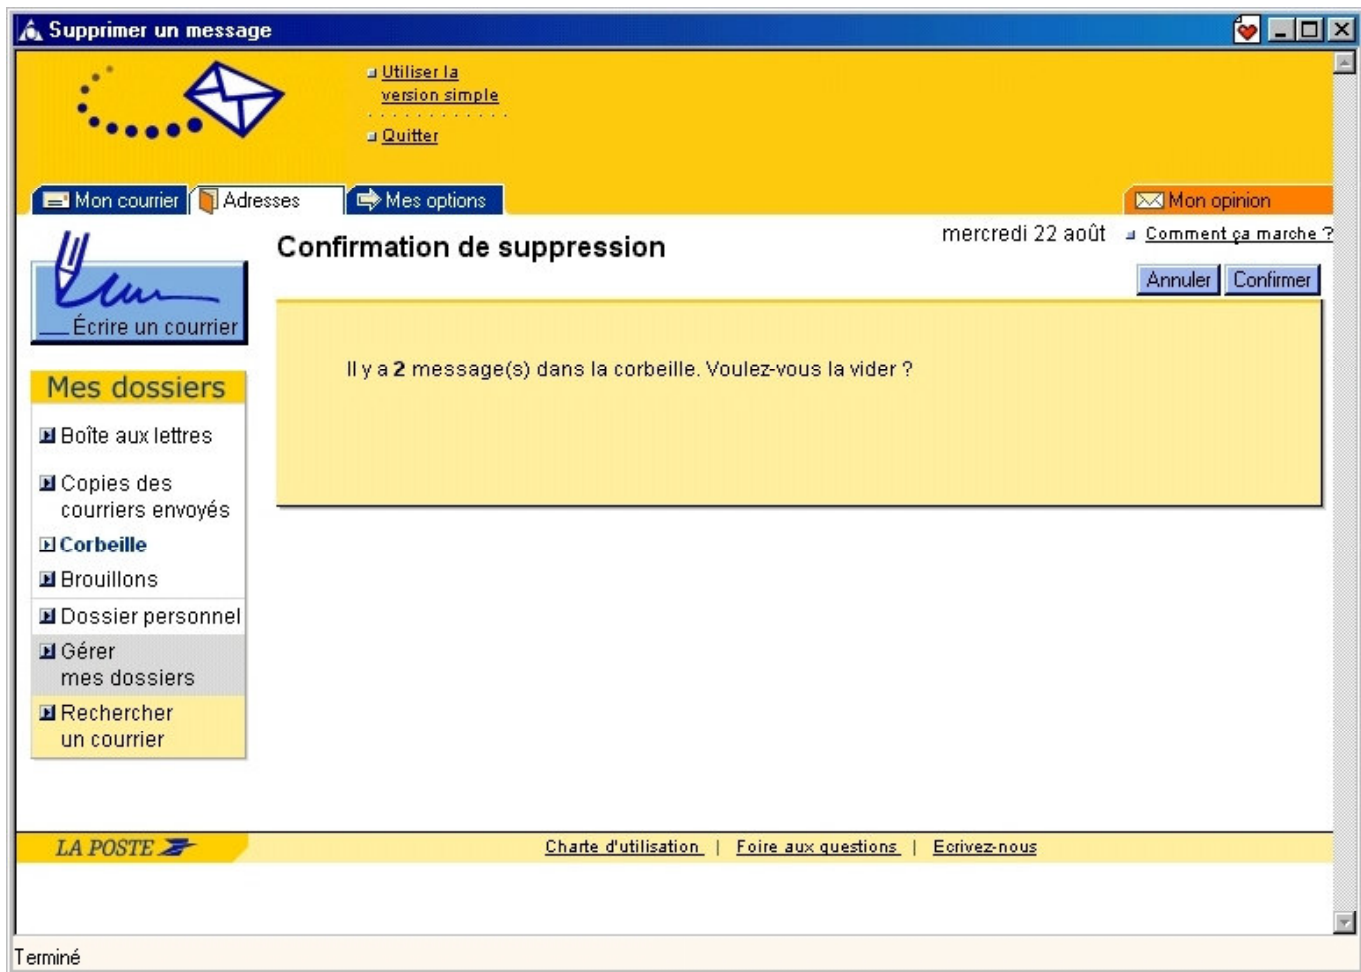 Supprimer un message
Utiliser la
version simple
Quitter
Mon courrier
Adresses
Mes options
Mon opinion
mercredi 22 août
Comment ça marche ?
Confirmation de suppression
Annuler
Confirmer
Écrire un courrier
Il y a 2 message(s) dans la corbeille. Voulez-vous la vider ?
Mes dossiers
Boîte aux lettres
Copies des
courriers envoyés
Corbeille
Brouillons
Dossier personnel
Gérer
mes dossiers
Rechercher
un courrier
LA POSTE
Charte d'utilisation | Foire aux questions | Ecrivez-nous
Terminé